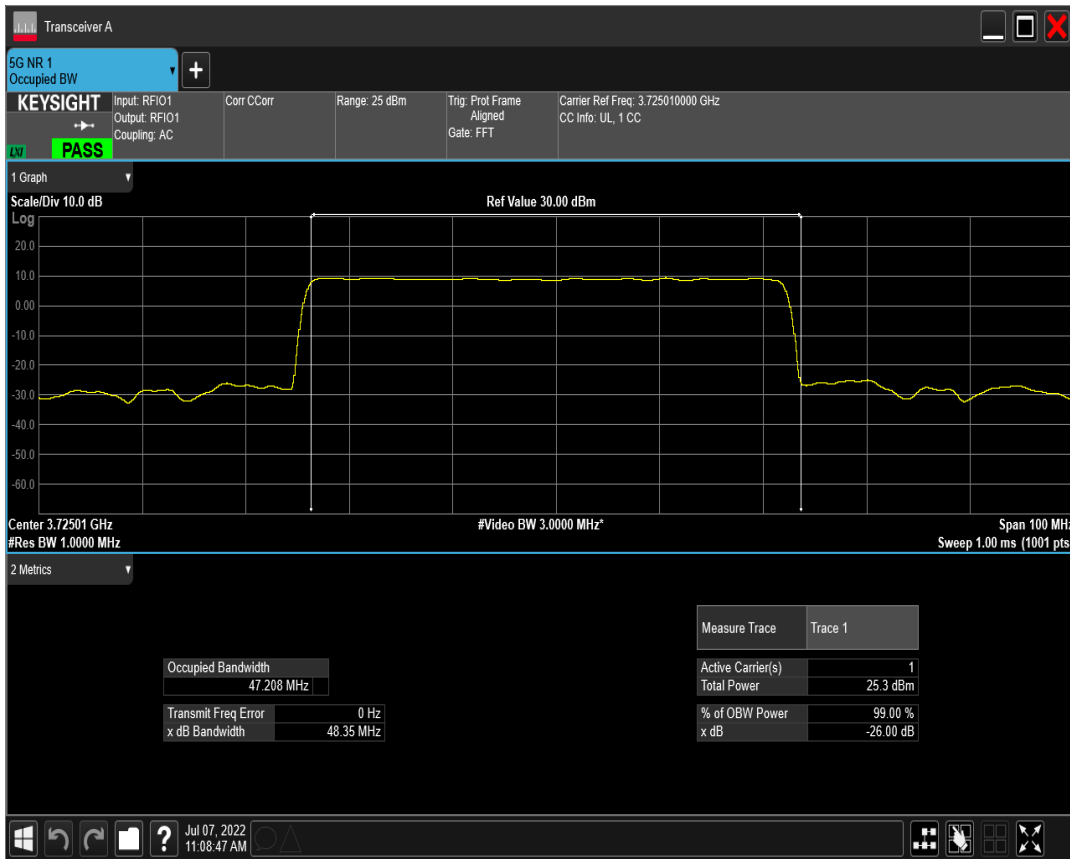 Transceiver A
5G NR 1
Occupied BW
KEYSIGHT
Input: RFIO1
Output: RFIO1
Coupling: AC
Corr CCorr
Range: 25 dBm
Trig: Prot Frame
Aligned
Gate: FFT
Carrier Ref Freq: 3.725010000 GHz
CC Info: UL, 1 CC
LXI
PASS
1 Graph
Scale/Div 10.0 dB
Ref Value 30.00 dBm
Log
20.0
10.0
0.00
-10.0
-20.0
-30.0
-40.0
-50.0
-60.0
Center 3.72501 GHz
#Video BW 3.0000 MHz*
Span 100 MHz
#Res BW 1.0000 MHz
Sweep 1.00 ms (1001 pts
2 Metrics
Measure Trace
Trace 1
Occupied Bandwidth
47.208 MHz
Active Carrier(s)
1
Total Power
25.3 dBm
Transmit Freq Error
0 Hz
x dB Bandwidth
48.35 MHz
% of OBW Power
99.00 %
x dB
-26.00 dB
?
Jul 07, 2022
11:08:47 AM